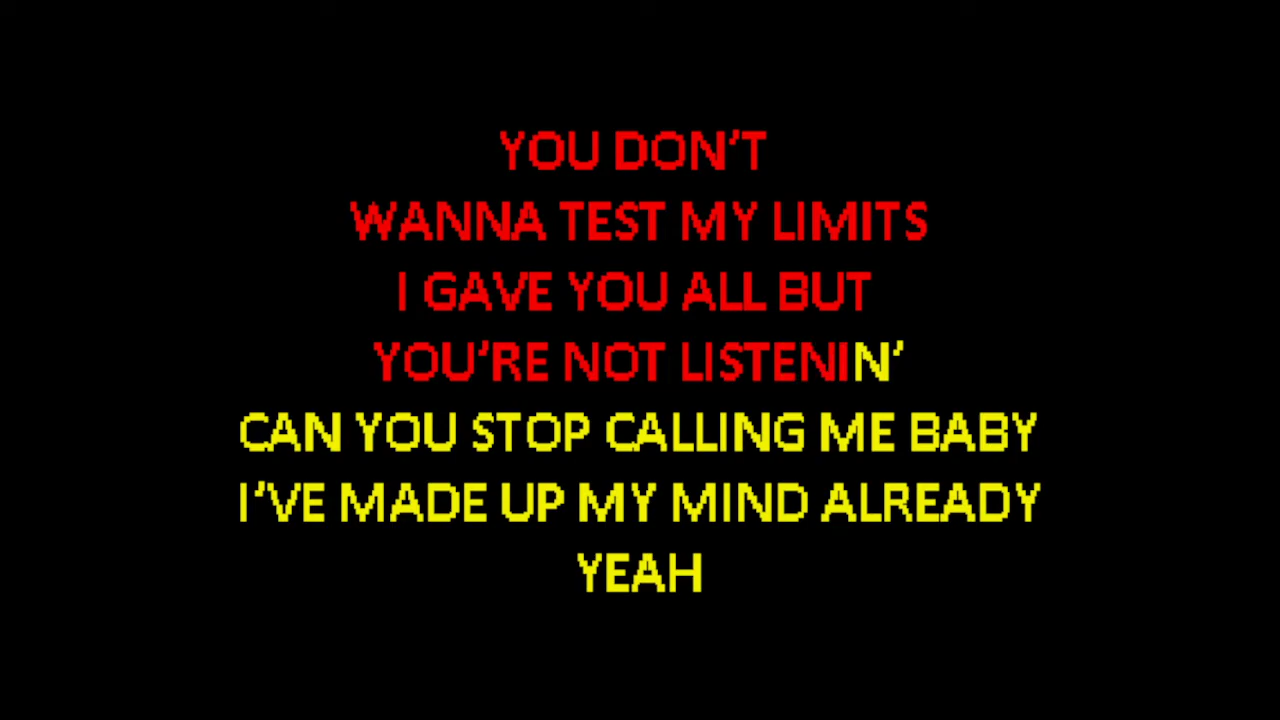 YOU DON'T
WANNA TEST MY LIMITS
I GAVE YOU ALL BUT
YOU'RE NOT LISTENIN'
CAN YOU STOP CALLING ME BABY
I'VE MADE UP MY MIND ALREADY
YEAH